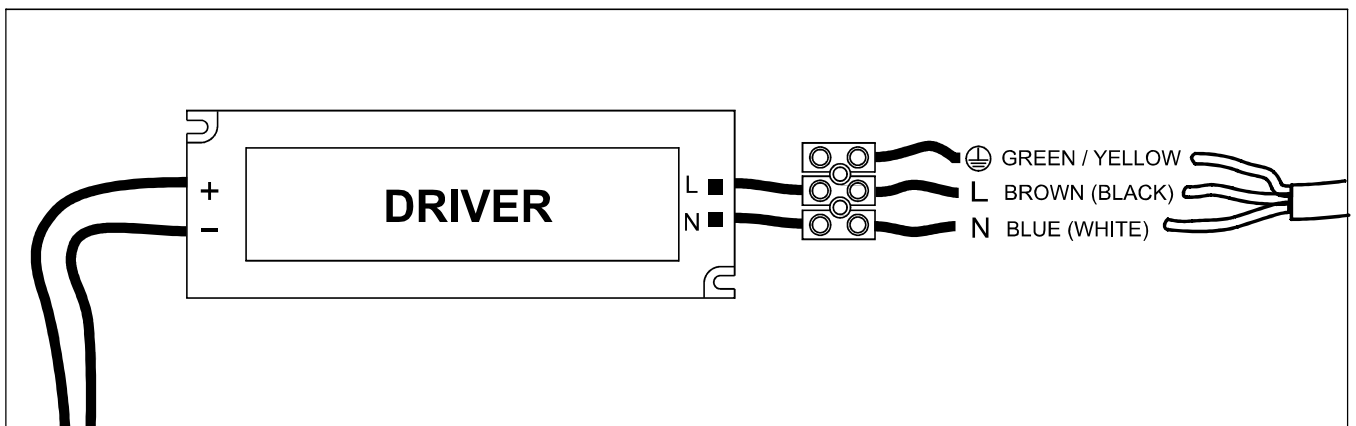 +
−
DRIVER
L
N
GREEN / YELLOW
L BROWN (BLACK)
N BLUE (WHITE)